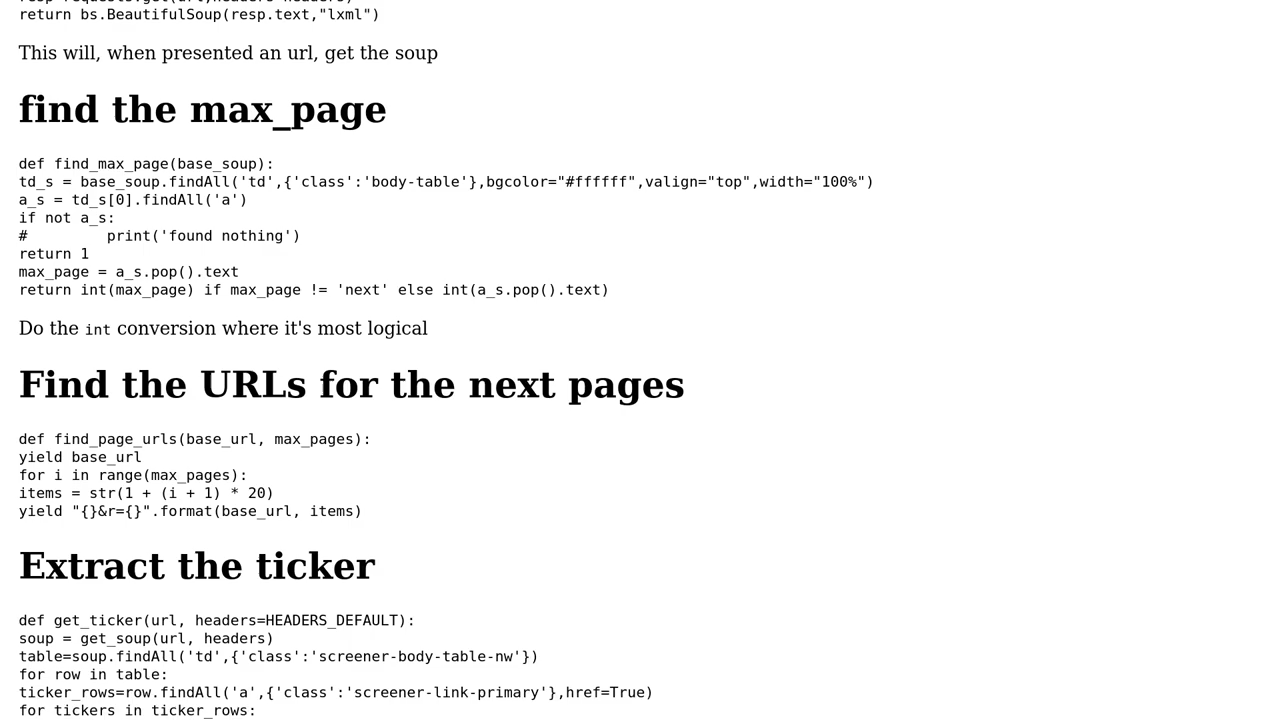 return bs.BeautifulSoup(resp.text,"lxml")
This will, when presented an url, get the soup
find the max_page
def find_max_page(base_soup):
td_s = base_soup.findAll('td',{'class':'body-table'},bgcolor="#ffffff",valign="top",width="100%")
a_s = td_s[0].findAll('a')
if not a_s:
#         print('found nothing')
return 1
max_page = a_s.pop().text
return int(max_page) if max_page != 'next' else int(a_s.pop().text)
Do the int conversion where it's most logical
Find the URLs for the next pages
def find_page_urls(base_url, max_pages):
yield base_url
for i in range(max_pages):
items = str(1 + (i + 1) * 20)
yield "{}&r={}".format(base_url, items)
Extract the ticker
def get_ticker(url, headers=HEADERS_DEFAULT):
soup = get_soup(url, headers)
table=soup.findAll('td',{'class':'screener-body-table-nw'})
for row in table:
ticker_rows=row.findAll('a',{'class':'screener-link-primary'},href=True)
for tickers in ticker_rows: